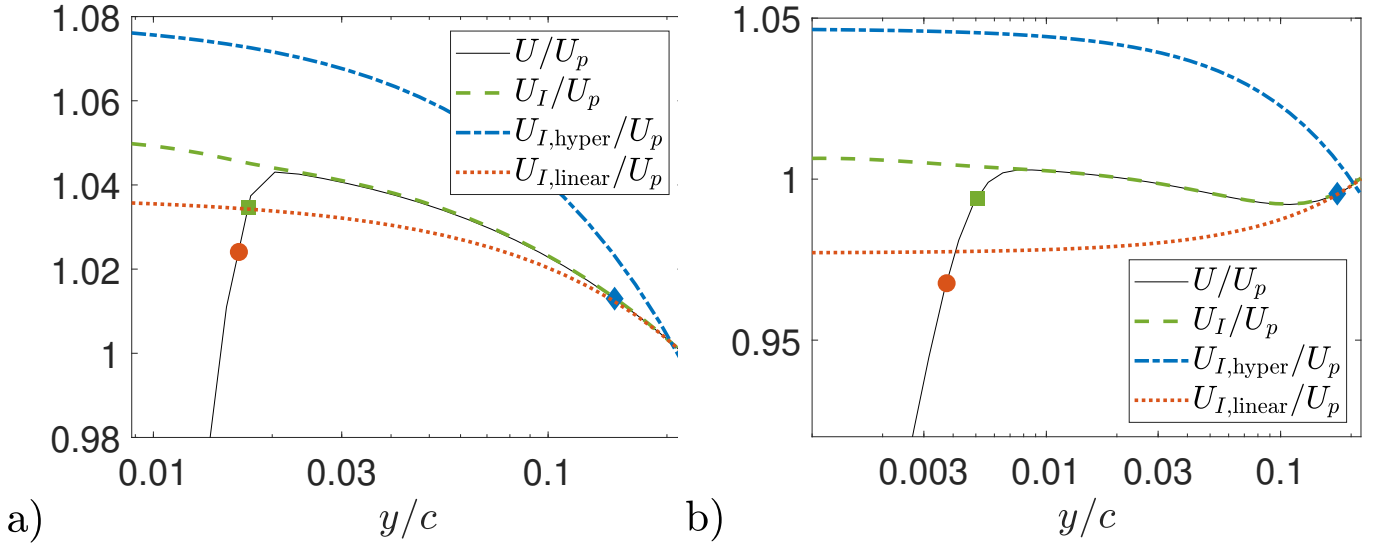 1.08
1.06
1.04
1.02
1
0.98
0.01
0.03
0.1
y/c
a)
U/U_p
U_I/U_p
U_{I,hyper}/U_p
U_{I,linear}/U_p
1.05
1
0.95
0.003
0.01
0.03
0.1
y/c
b)
U/U_p
U_I/U_p
U_{I,hyper}/U_p
U_{I,linear}/U_p